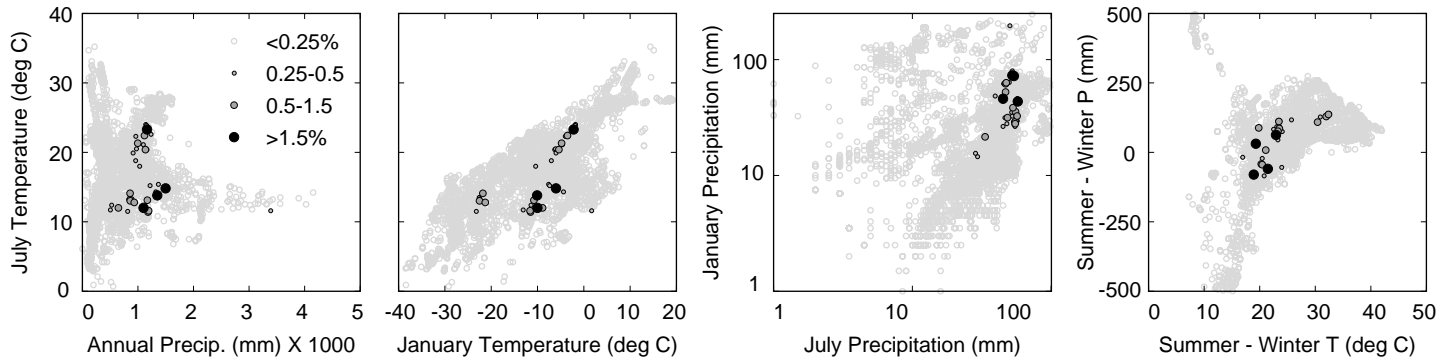 July Temperature (deg C)
40
30
20
10
0
<0.25%
0.25-0.5
0.5-1.5
>1.5%
0 1 2 3 4 5
Annual Precip. (mm) X 1000
-40 -30 -20 -10 0 10 20
January Temperature (deg C)
January Precipitation (mm)
100
10
1
1 10 100
July Precipitation (mm)
Summer - Winter P (mm)
500
250
0
-250
-500
0 10 20 30 40 50
Summer - Winter T (deg C)